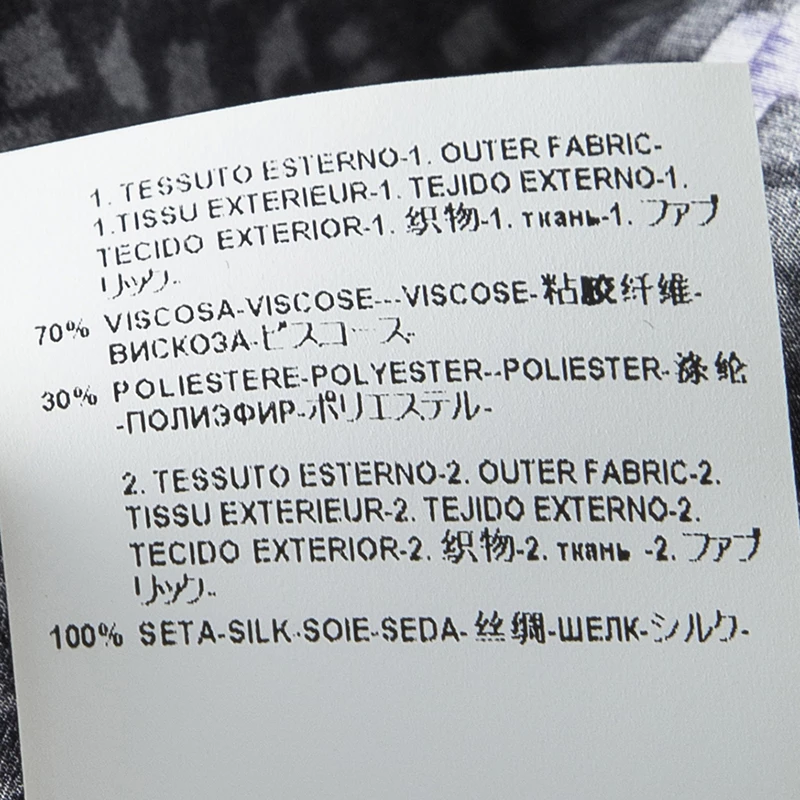 1. TESSUTO ESTERNO-1. OUTER FABRIC-
1.TISSU EXTERIEUR-1. TEJIDO EXTERNO-1.
TECIDO EXTERIOR-1. 织物-1. ткань-1. ファブ
リック-
70% VISCOSA-VISCOSE---VISCOSE-粘胶纤维-
ВИСКОЗА-ビスコース-
30% POLIESTERE-POLYESTER--POLIESTER-涤纶
-ПОЛИЭФИР-ポリエステル-
2. TESSUTO ESTERNO-2. OUTER FABRIC-2.
TISSU EXTERIEUR-2. TEJIDO EXTERNO-2.
TECIDO EXTERIOR-2. 织物-2. ткань -2. ファブ
リック-
100% SETA-SILK-SOIE-SEDA-丝绸-ШЕЛК-シルク-